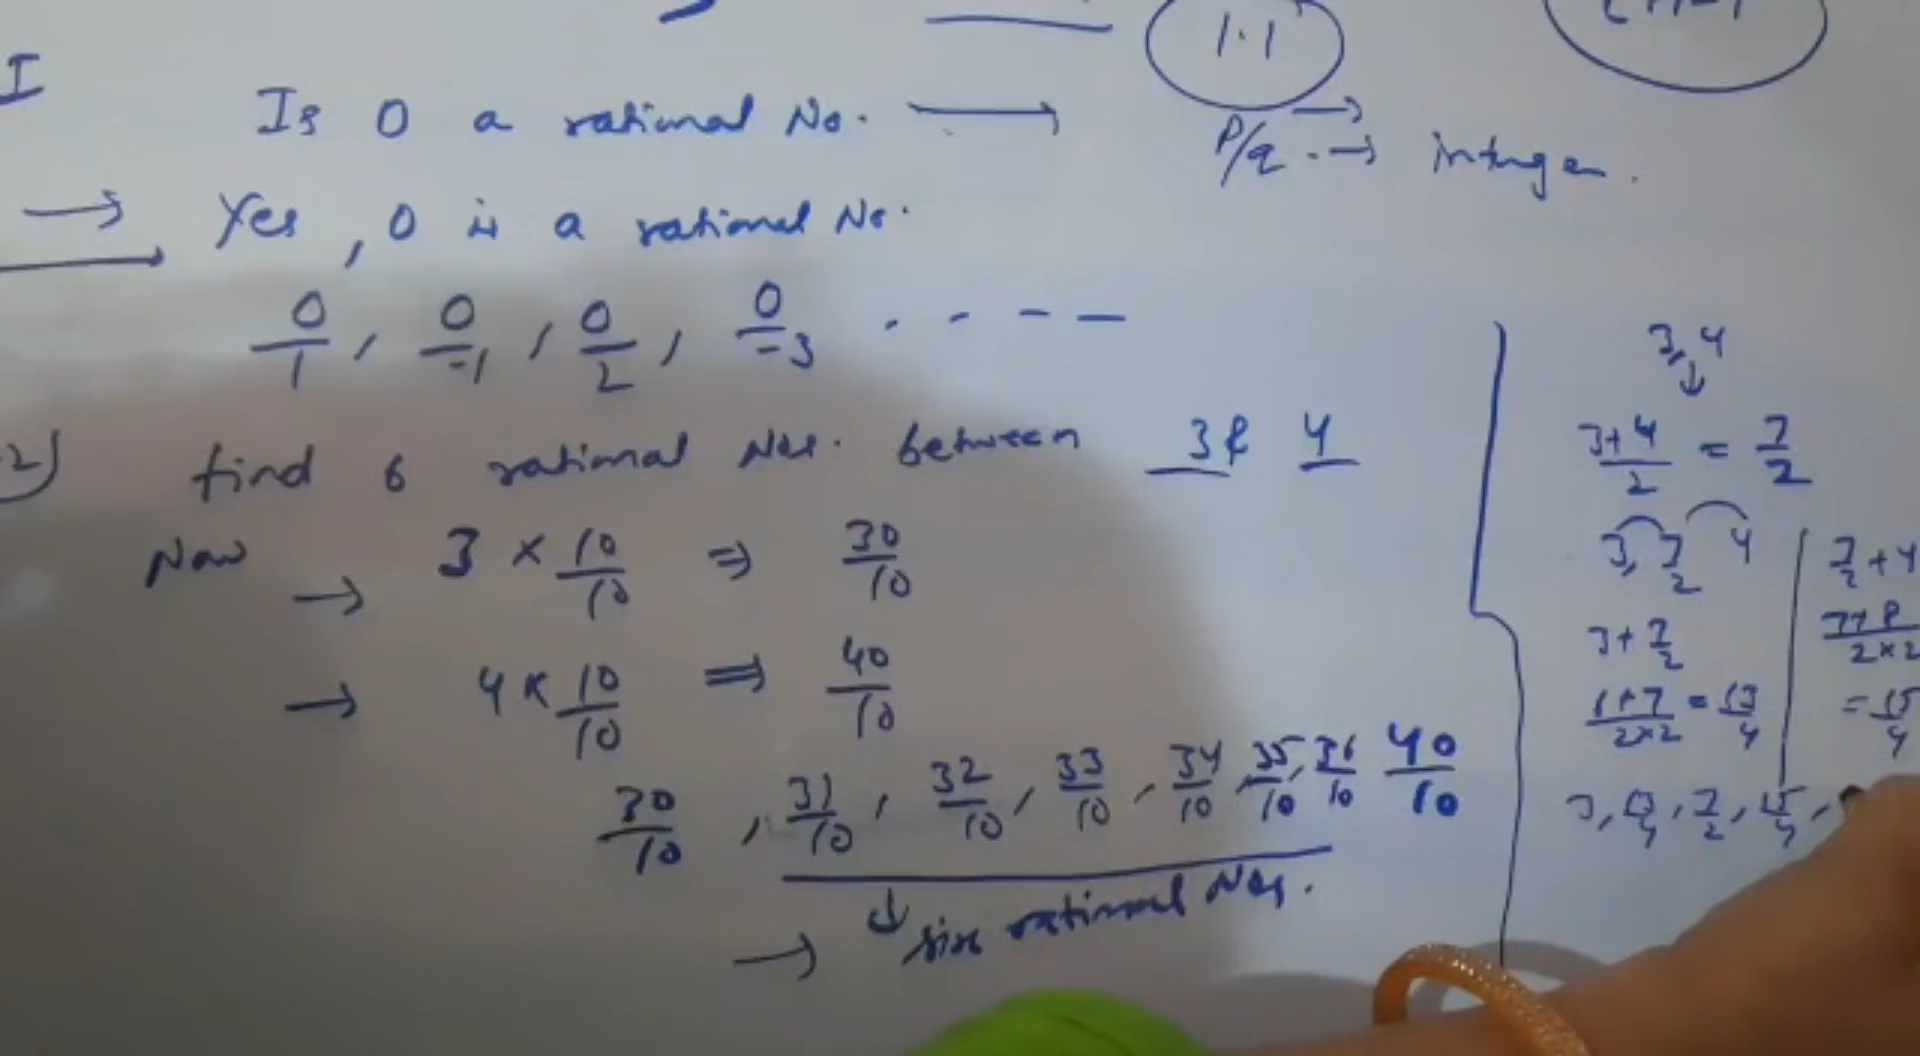 I
1.1
Is 0 a rational No. →
p/q. → integer.
→ Yes, 0 is a rational No.
0/1, 0/-1, 0/2, 0/-3 . - - -
2) find 6 rational Nos. between 3 & 4
Now → 3 × 10/10 ⇒ 30/10
→ 4 × 10/10 ⇒ 40/10
30/10, 31/10, 32/10, 33/10, 34/10, 35/10, 36/10 40/10
→ ↓ six rational Nos.
3, 4
↓
3+4/2 = 7/2
3, 7/2 4
3+7/2
6+7/2×2 = 13/4
7/2+4
7+8/2×2
= 15/4
3, 13/4, 7/2, 15/4,